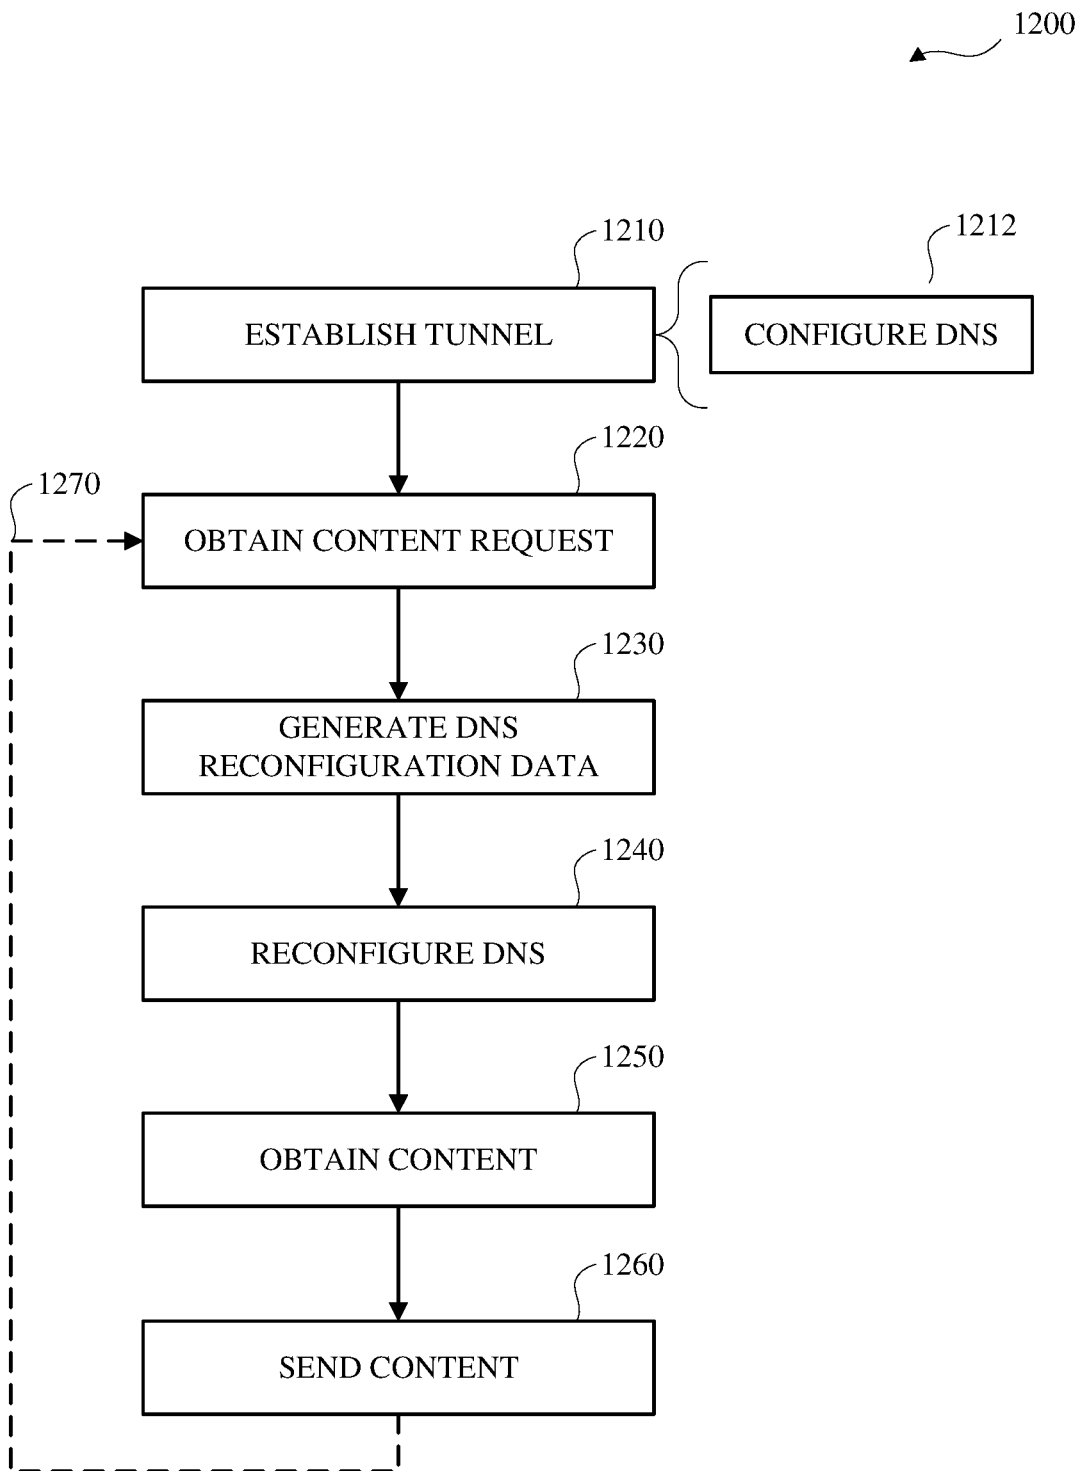 1200
1210
1212
ESTABLISH TUNNEL
CONFIGURE DNS
1220
1270
OBTAIN CONTENT REQUEST
1230
GENERATE DNS
RECONFIGURATION DATA
1240
RECONFIGURE DNS
1250
OBTAIN CONTENT
1260
SEND CONTENT